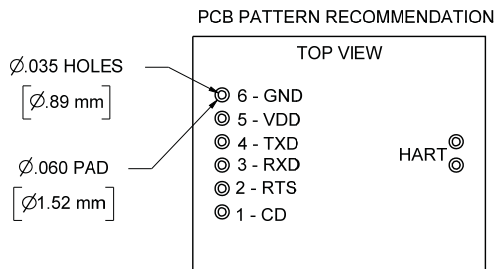 PCB PATTERN RECOMMENDATION
TOP VIEW
Ø.035 HOLES
[Ø.89 mm]
6 - GND
5 - VDD
4 - TXD
3 - RXD
2 - RTS
1 - CD
HART
Ø.060 PAD
[Ø1.52 mm]